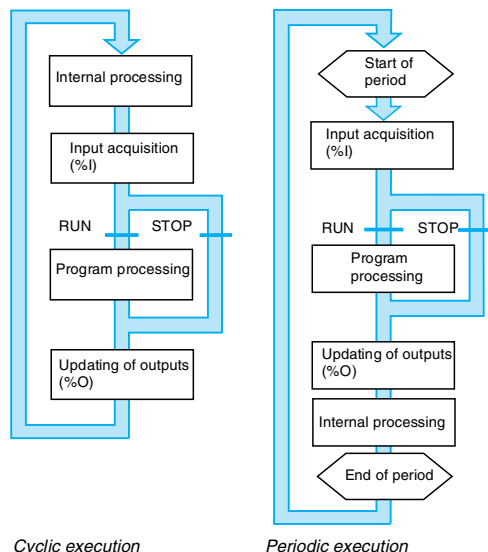 Internal processing
Input acquisition
(%I)
RUN
STOP
Program processing
Updating of outputs
(%O)
Cyclic execution
Start of
period
Input acquisition
(%I)
RUN
STOP
Program
processing
Updating of outputs
(%O)
Internal processing
End of period
Periodic execution